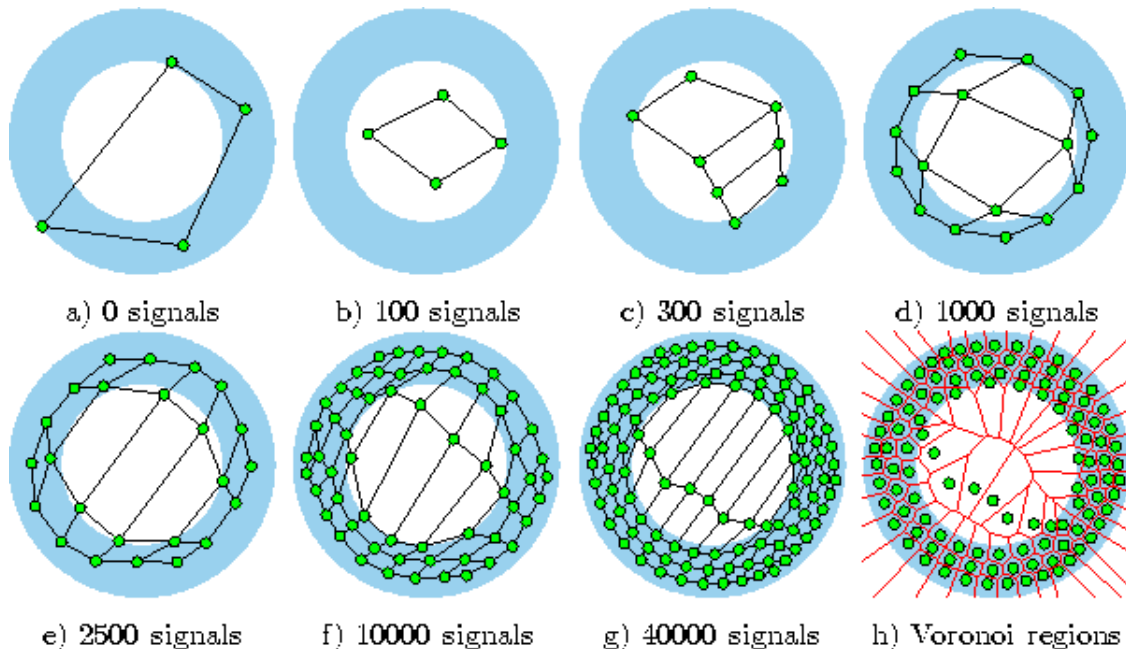 a) 0 signals
b) 100 signals
c) 300 signals
d) 1000 signals
e) 2500 signals
f) 10000 signals
g) 40000 signals
h) Voronoi regions